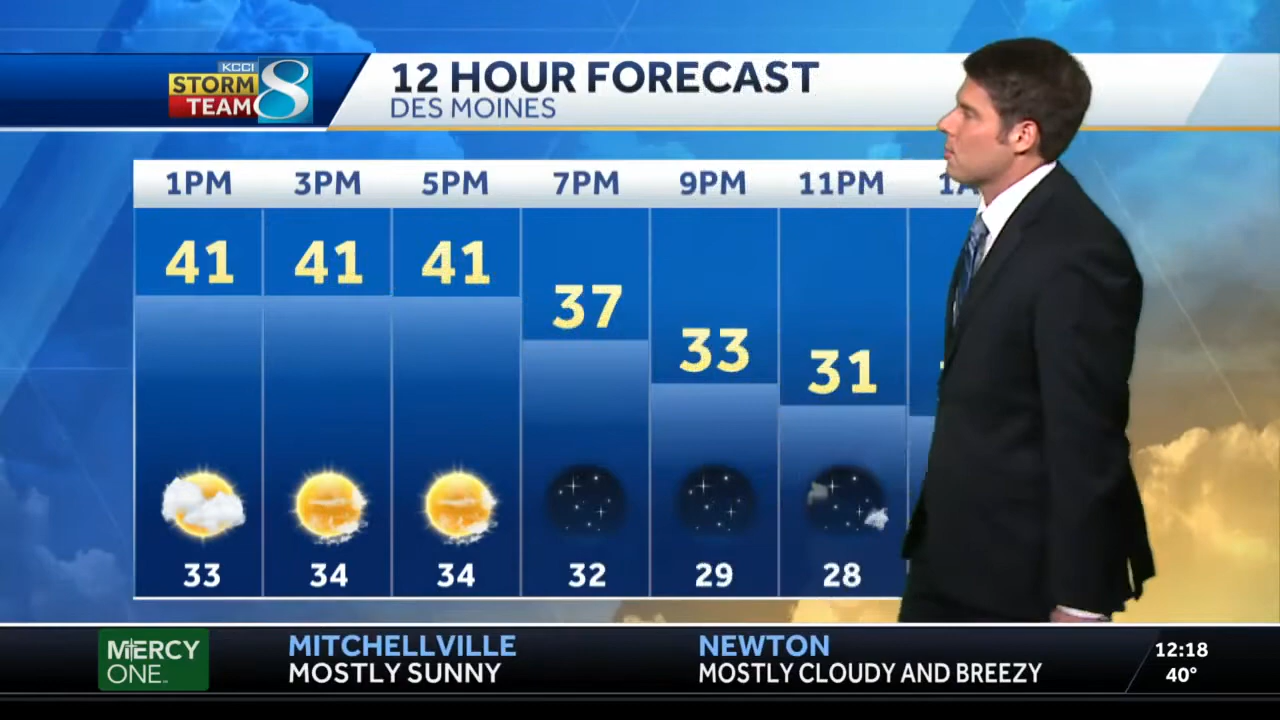 KCCI
STORM
TEAM 8
12 HOUR FORECAST
DES MOINES
1PM 3PM 5PM 7PM 9PM 11PM
41 41 41 37 33 31
33 34 34 32 29 28
MERCY
ONE
MITCHELLVILLE
MOSTLY SUNNY
NEWTON
MOSTLY CLOUDY AND BREEZY
12:18
40°